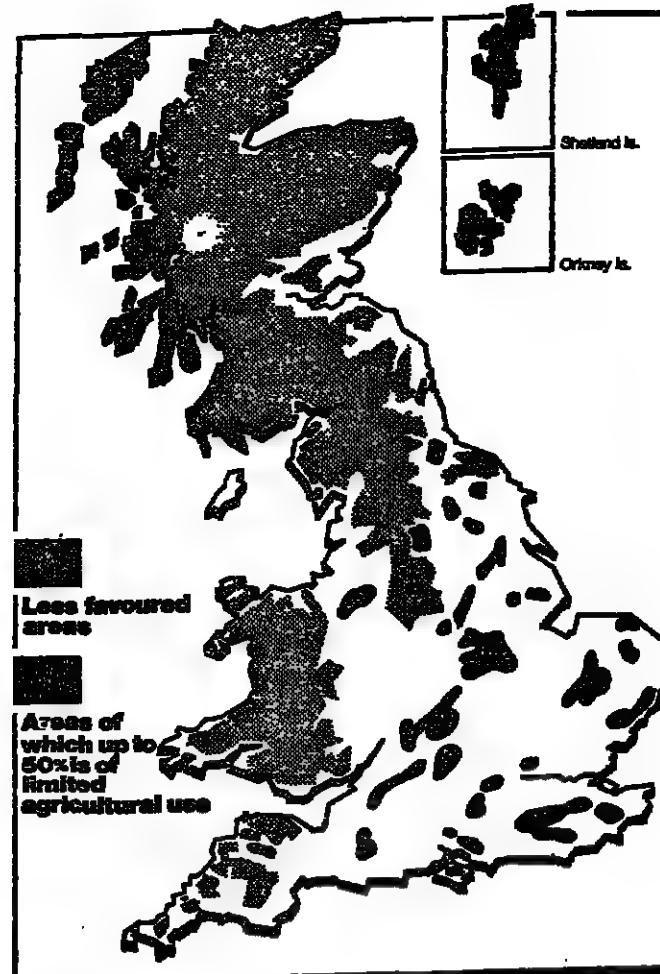 Shetland Is.
Orkney Is.
Less favoured
areas
Areas of
which up to
50% is of
limited
agricultural use